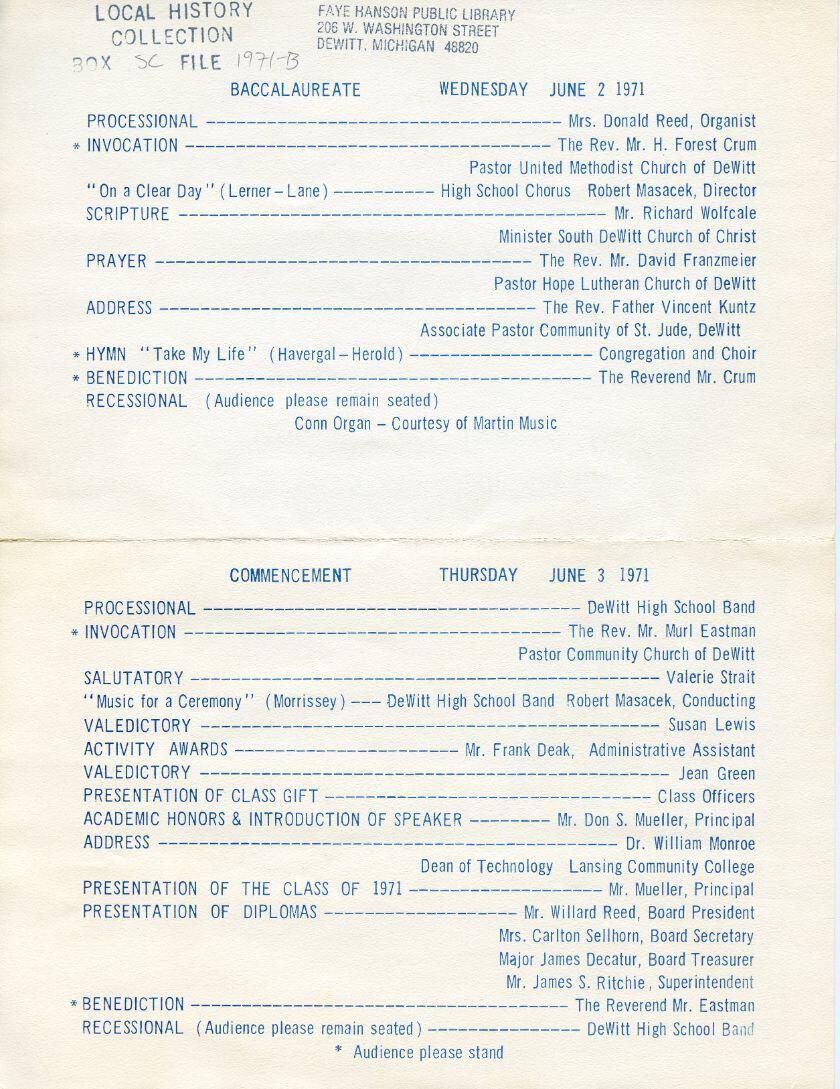 LOCAL HISTORY
COLLECTION
BOX SC FILE 1971-B
FAYE HANSON PUBLIC LIBRARY
206 W. WASHINGTON STREET
DEWITT, MICHIGAN 48820
BACCALAUREATE WEDNESDAY JUNE 2 1971
PROCESSIONAL ---------------------------------- Mrs. Donald Reed, Organist
* INVOCATION ----------------------------------- The Rev. Mr. H. Forest Crum
Pastor United Methodist Church of DeWitt
"On a Clear Day" (Lerner – Lane) ---------- High School Chorus Robert Masacek, Director
SCRIPTURE ----------------------------------------- Mr. Richard Wolfcale
Minister South DeWitt Church of Christ
PRAYER ------------------------------------ The Rev. Mr. David Franzmeier
Pastor Hope Lutheran Church of DeWitt
ADDRESS ------------------------------------ The Rev. Father Vincent Kuntz
Associate Pastor Community of St. Jude, DeWitt
* HYMN "Take My Life" (Havergal – Herold) ------------------ Congregation and Choir
* BENEDICTION -------------------------------------- The Reverend Mr. Crum
RECESSIONAL (Audience please remain seated)
Conn Organ – Courtesy of Martin Music
COMMENCEMENT THURSDAY JUNE 3 1971
PROCESSIONAL ------------------------------------ DeWitt High School Band
* INVOCATION ------------------------------------ The Rev. Mr. Murl Eastman
Pastor Community Church of DeWitt
SALUTATORY --------------------------------------------- Valerie Strait
"Music for a Ceremony" (Morrissey) --- DeWitt High School Band Robert Masacek, Conducting
VALEDICTORY -------------------------------------------- Susan Lewis
ACTIVITY AWARDS ---------------------- Mr. Frank Deak, Administrative Assistant
VALEDICTORY --------------------------------------------- Jean Green
PRESENTATION OF CLASS GIFT ------------------------------- Class Officers
ACADEMIC HONORS & INTRODUCTION OF SPEAKER -------- Mr. Don S. Mueller, Principal
ADDRESS -------------------------------------------- Dr. William Monroe
Dean of Technology Lansing Community College
PRESENTATION OF THE CLASS OF 1971 ------------------- Mr. Mueller, Principal
PRESENTATION OF DIPLOMAS ------------------- Mr. Willard Reed, Board President
Mrs. Carlton Sellhorn, Board Secretary
Major James Decatur, Board Treasurer
Mr. James S. Ritchie, Superintendent
* BENEDICTION ------------------------------------ The Reverend Mr. Eastman
RECESSIONAL (Audience please remain seated) --------------- DeWitt High School Band
* Audience please stand